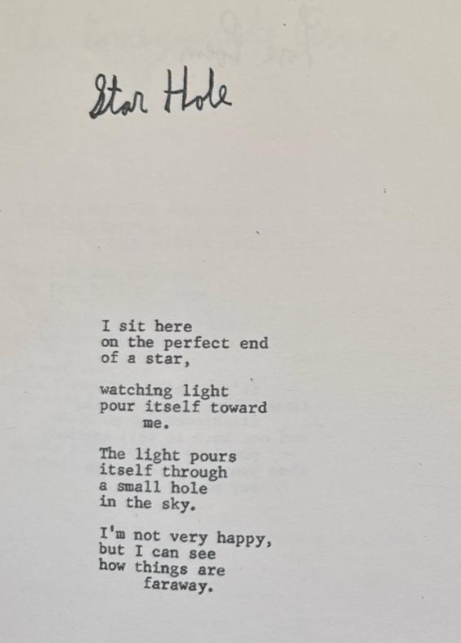 Star Hole
I sit here
on the perfect end
of a star,
watching light
pour itself toward
me.
The light pours
itself through
a small hole
in the sky.
I'm not very happy,
but I can see
how things are
faraway.